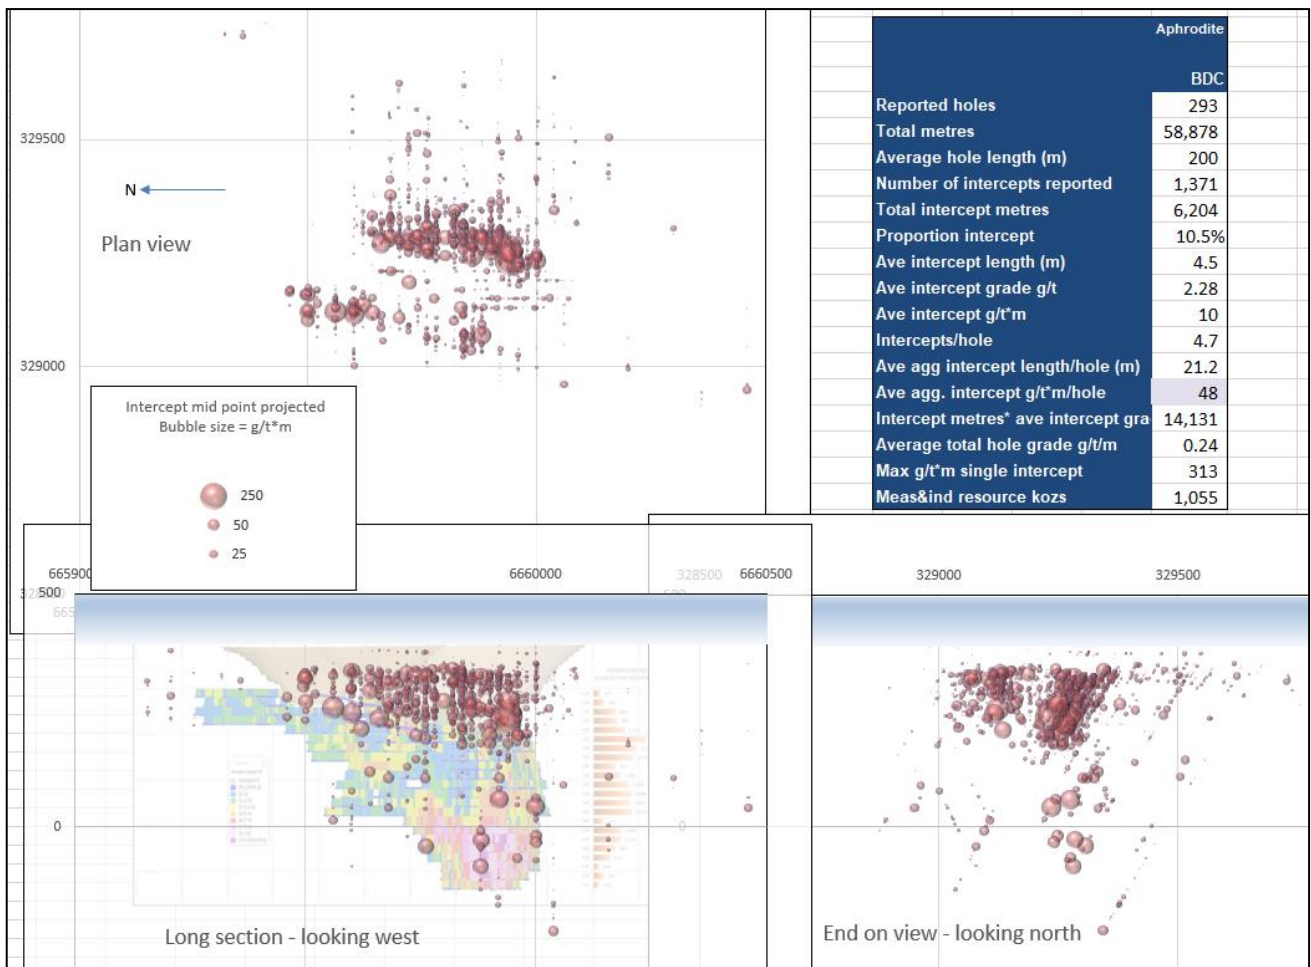 Aphrodite
BDC
Reported holes 293
Total metres 58,878
Average hole length (m) 200
Number of intercepts reported 1,371
Total intercept metres 6,204
Proportion intercept 10.5%
Ave intercept length (m) 4.5
Ave intercept grade g/t 2.28
Ave intercept g/t*m 10
Intercepts/hole 4.7
Ave agg intercept length/hole (m) 21.2
Ave agg. intercept g/t*m/hole 48
Intercept metres* ave intercept gra 14,131
Average total hole grade g/t/m 0.24
Max g/t*m single intercept 313
Meas&ind resource kozs 1,055
329500
N
Plan view
329000
Intercept mid point projected
Bubble size = g/t*m
250
50
25
665900 6660000 328500 6660500
500
665
0
0
Long section - looking west
329000 329500
End on view - looking north